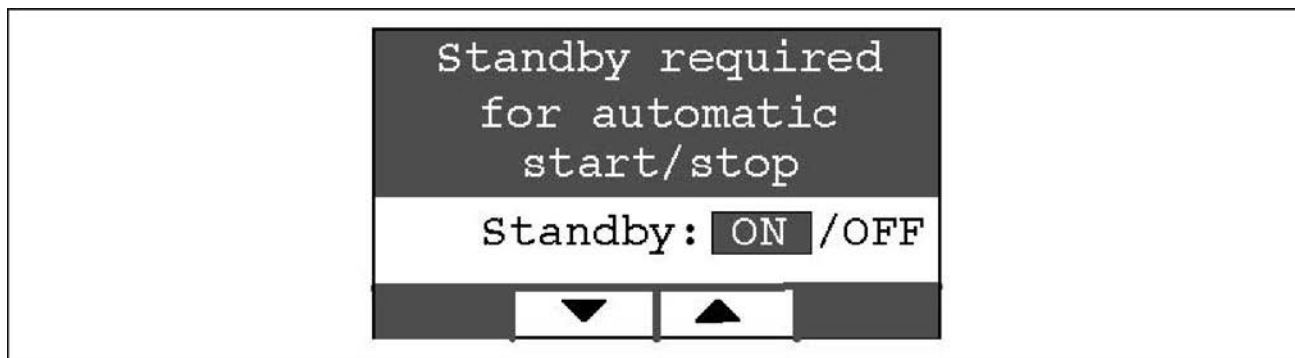 Standby required
for automatic
start/stop
Standby: ON /OFF